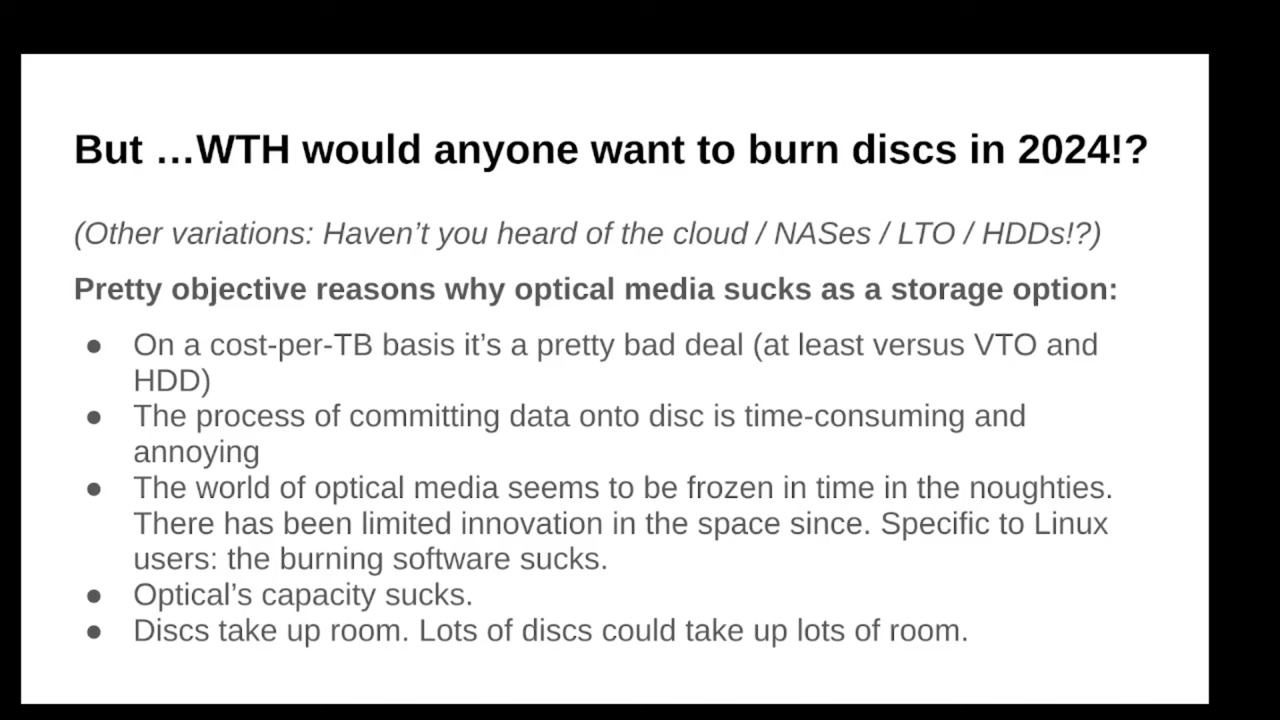 But …WTH would anyone want to burn discs in 2024!?
(Other variations: Haven’t you heard of the cloud / NASes / LTO / HDDs!?)
Pretty objective reasons why optical media sucks as a storage option:
● On a cost-per-TB basis it’s a pretty bad deal (at least versus VTO and
HDD)
● The process of committing data onto disc is time-consuming and
annoying
● The world of optical media seems to be frozen in time in the noughties.
There has been limited innovation in the space since. Specific to Linux
users: the burning software sucks.
● Optical’s capacity sucks.
● Discs take up room. Lots of discs could take up lots of room.